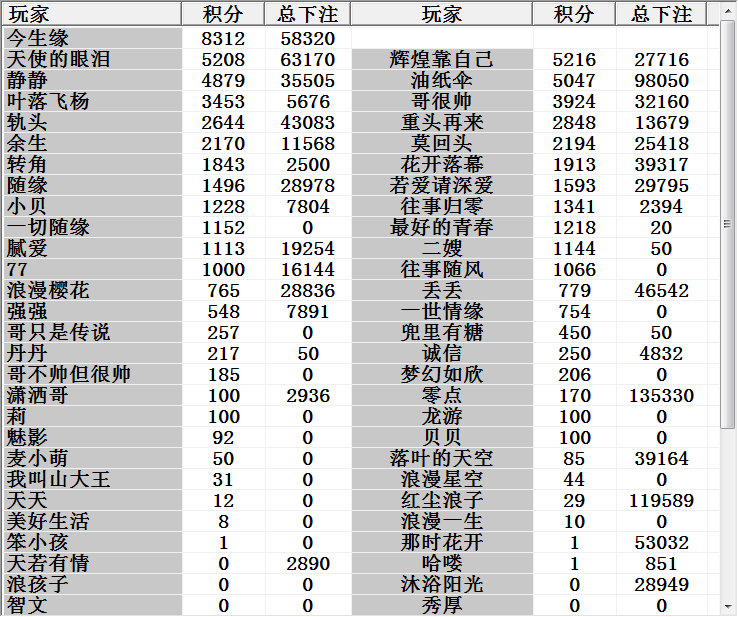 玩家 积分 总下注 玩家 积分 总下注
今生缘 8312 58320
天使的眼泪 5208 63170 辉煌靠自己 5216 27716
静静 4879 35505 油纸伞 5047 98050
叶落飞杨 3453 5676 哥很帅 3924 32160
轨头 2644 43083 重头再来 2848 13679
余生 2170 11568 莫回头 2194 25418
转角 1843 2500 花开落幕 1913 39317
随缘 1496 28978 若爱请深爱 1593 29795
小贝 1228 7804 往事归零 1341 2394
一切随缘 1152 0 最好的青春 1218 20
腻爱 1113 19254 二嫂 1144 50
77 1000 16144 往事随风 1066 0
浪漫樱花 765 28836 丢丢 779 46542
强强 548 7891 一世情缘 754 0
哥只是传说 257 0 兜里有糖 450 50
丹丹 217 50 诚信 250 4832
哥不帅但很帅 185 0 梦幻如欣 206 0
潇洒哥 100 2936 零点 170 135330
莉 100 0 龙游 100 0
魅影 92 0 贝贝 100 0
麦小萌 50 0 落叶的天空 85 39164
我叫山大王 31 0 浪漫星空 44 0
天天 12 0 红尘浪子 29 119589
美好生活 8 0 浪漫一生 10 0
笨小孩 1 0 那时花开 1 53032
天若有情 0 2890 哈喽 1 851
浪孩子 0 0 沐浴阳光 0 28949
智文 0 0 秀厚 0 0